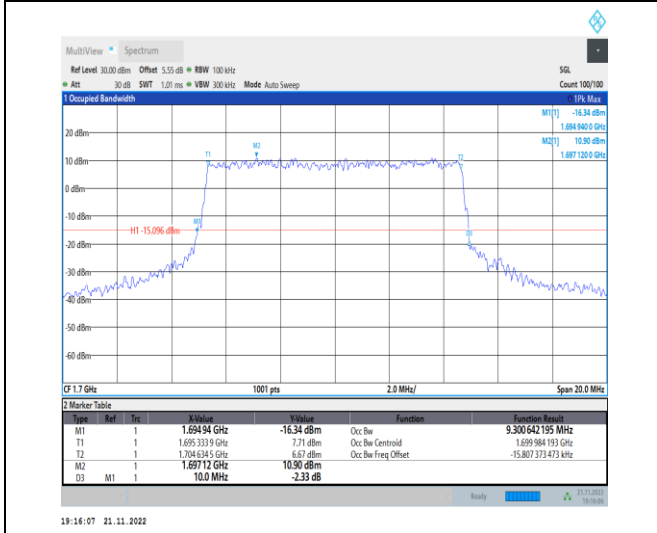 MultiView Spectrum
Ref Level 30.00 dBm Offset 5.55 dB RBW 100 kHz SGL
Att 30 dB SWT 1.01 ms VBW 300 kHz Mode Auto Sweep Count 100/100
1 Occupied Bandwidth 1Pk Max
M1[1] -16.34 dBm
1.694 940 0 GHz
M2[1] 10.90 dBm
1.697 120 0 GHz
20 dBm
M2
T1
T2
10 dBm
0 dBm
-10 dBm
M1
H1 -15.096 dBm
D3
-20 dBm
-30 dBm
-40 dBm
-50 dBm
-60 dBm
CF 1.7 GHz 1001 pts 2.0 MHz/ Span 20.0 MHz
2 Marker Table
Type Ref Trc X-Value Y-Value Function Function Result
M1 1 1.694 94 GHz -16.34 dBm Occ Bw 9.300 642 195 MHz
T1 1 1.695 333 9 GHz 7.71 dBm Occ Bw Centroid 1.699 984 193 GHz
T2 1 1.704 634 5 GHz 6.67 dBm Occ Bw Freq Offset -15.807 373 473 kHz
M2 1 1.697 12 GHz 10.90 dBm
D3 M1 1 10.0 MHz -2.33 dB
Ready 21.11.2022
19:16:06
19:16:07 21.11.2022